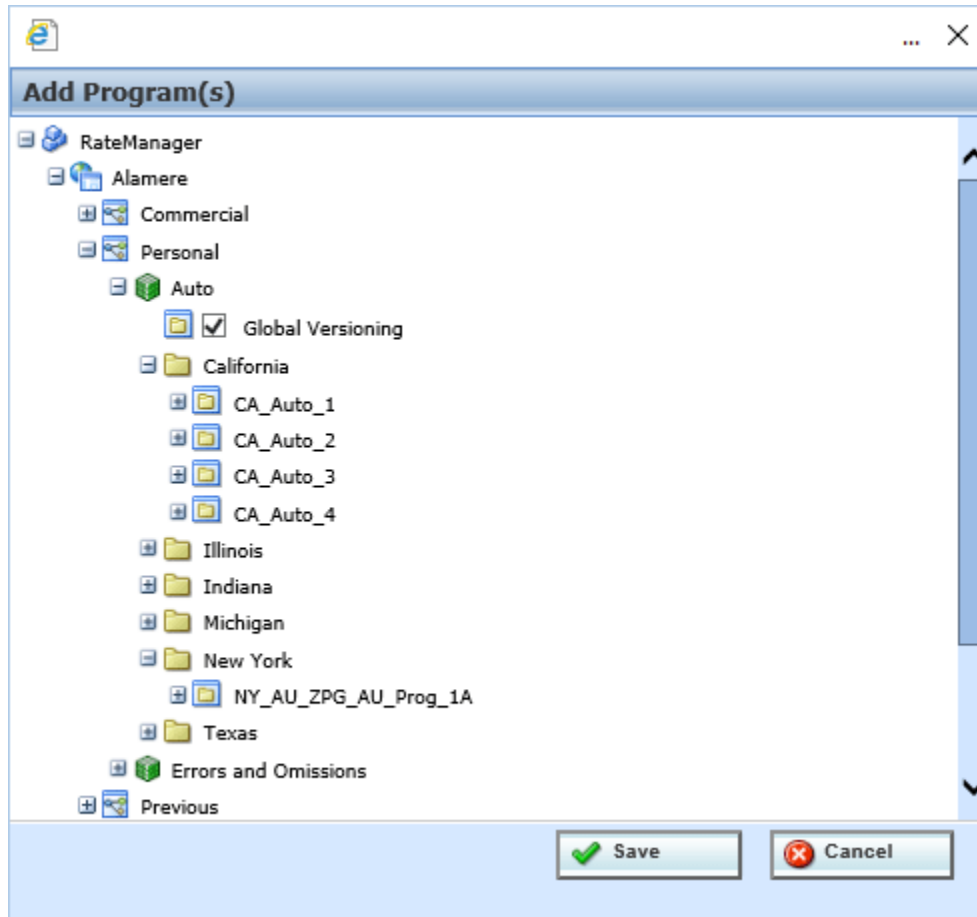 ...
Add Program(s)
RateManager
Alamere
Commercial
Personal
Auto
Global Versioning
California
CA_Auto_1
CA_Auto_2
CA_Auto_3
CA_Auto_4
Illinois
Indiana
Michigan
New York
NY_AU_ZPG_AU_Prog_1A
Texas
Errors and Omissions
Previous
Save Cancel